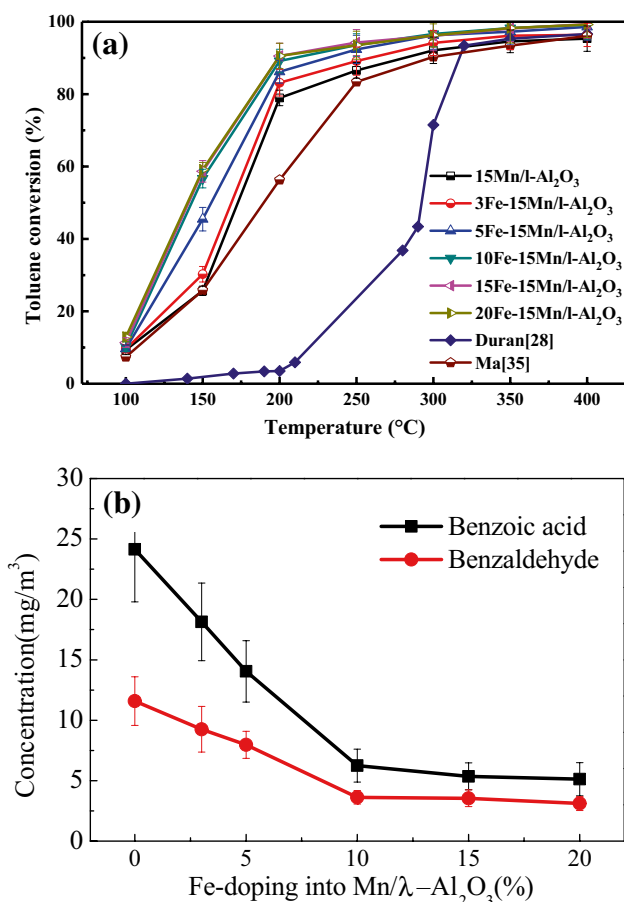 (a)
Toluene conversion (%)
100
80
60
40
20
0
15Mn/l-Al₂O₃
3Fe-15Mn/l-Al₂O₃
5Fe-15Mn/l-Al₂O₃
10Fe-15Mn/l-Al₂O₃
15Fe-15Mn/l-Al₂O₃
20Fe-15Mn/l-Al₂O₃
Duran[28]
Ma[35]
100 150 200 250 300 350 400
Temperature (°C)
(b)
Concentration(mg/m³)
30
25
20
15
10
5
0
Benzoic acid
Benzaldehyde
0 5 10 15 20
Fe-doping into Mn/λ–Al₂O₃(%)